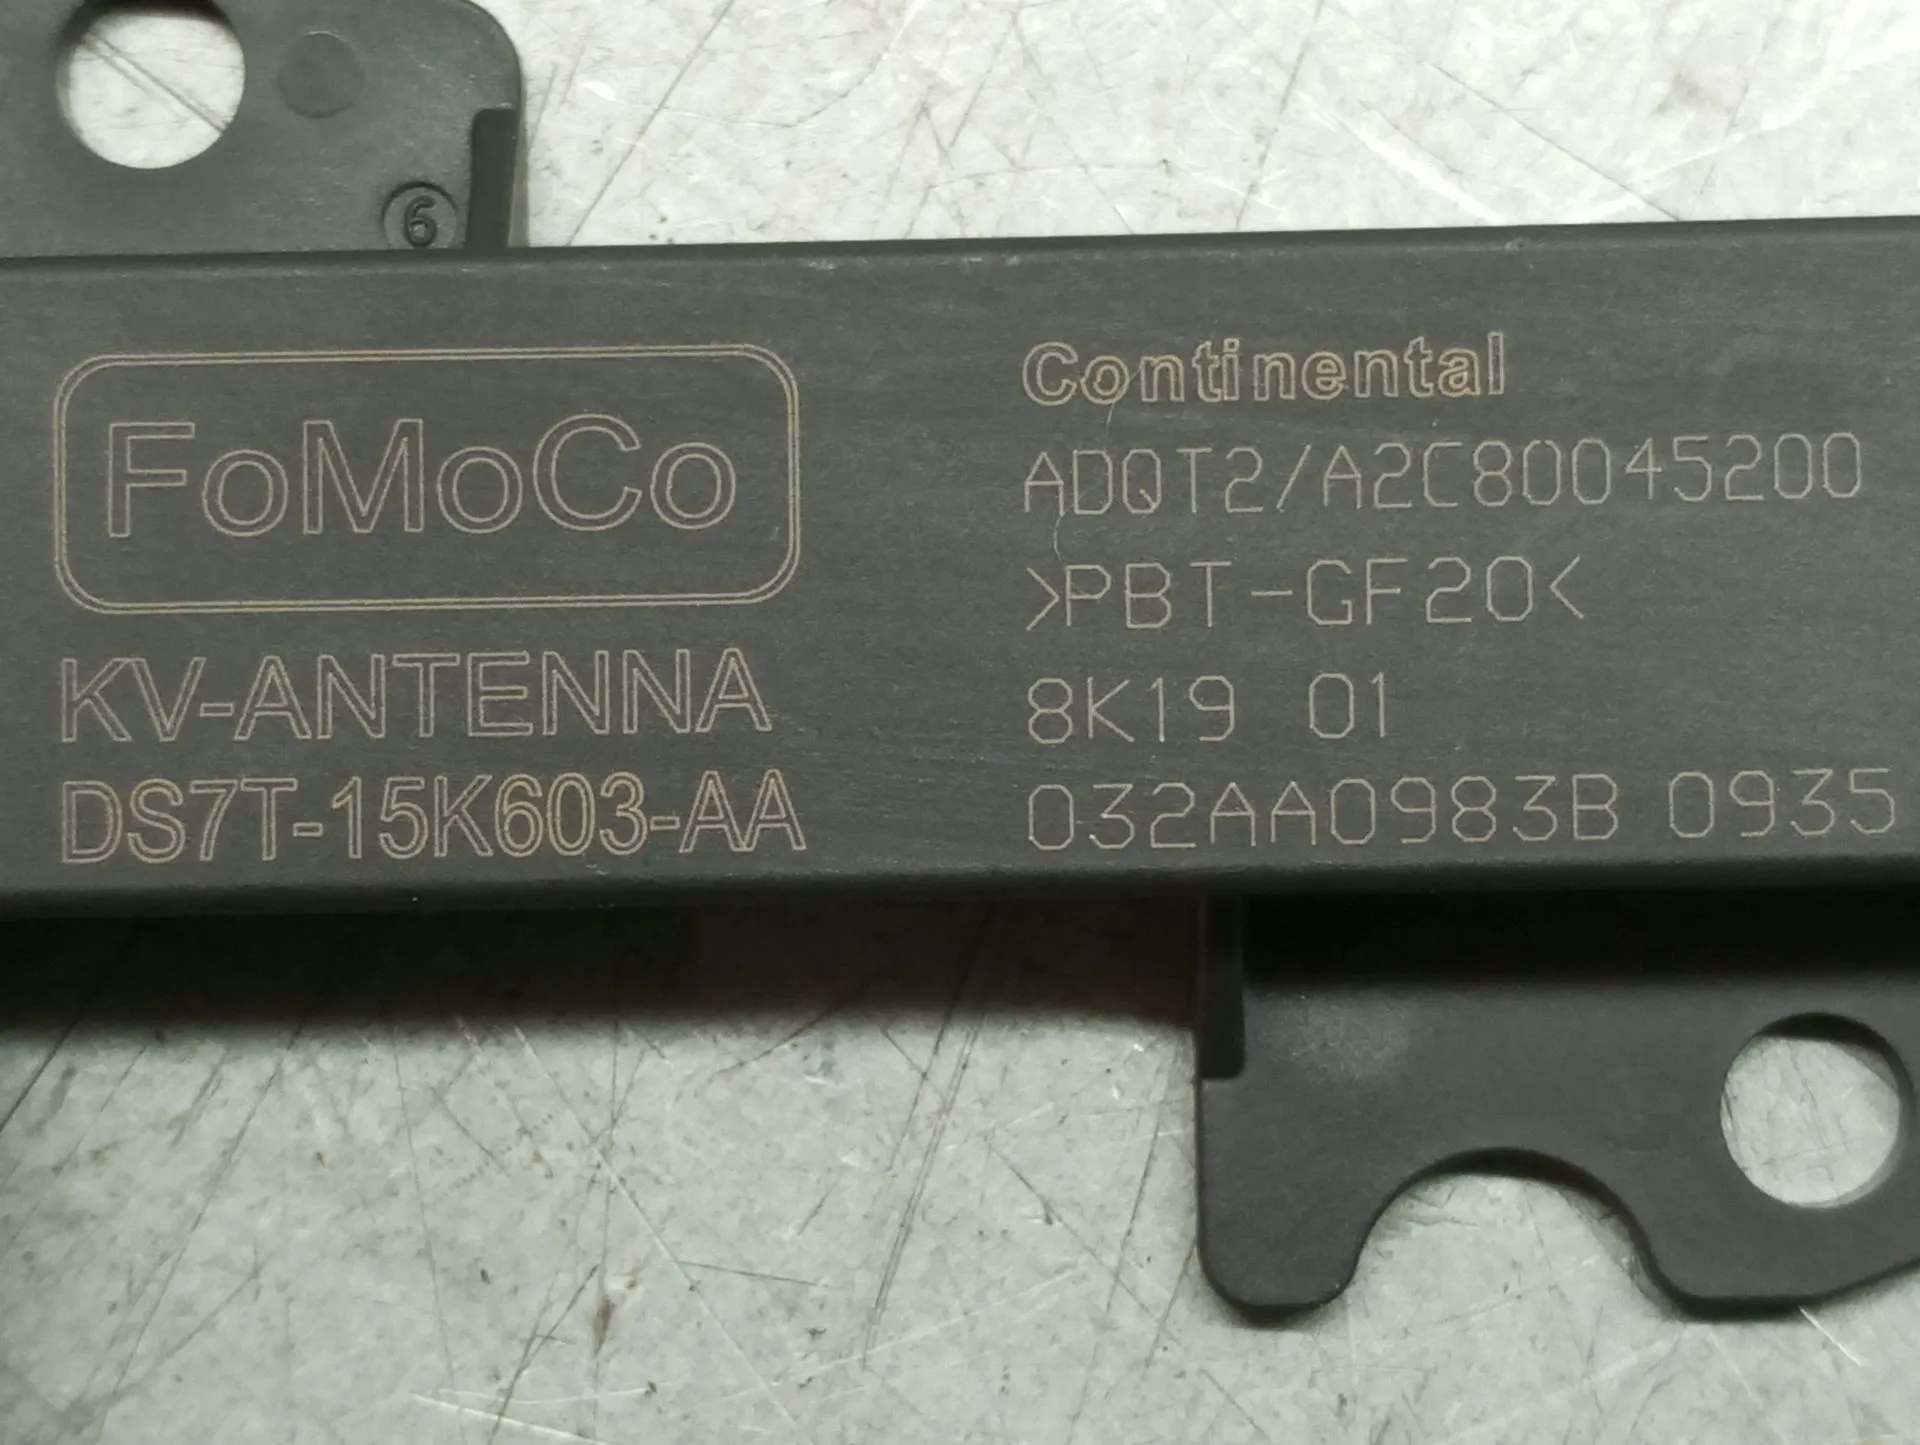 6
FoMoCo
KV-ANTENNA
DS7T-15K603-AA
Continental
ADQT2/A2C80045200
>PBT-GF20<
8K19 01
032AA0983B 0935